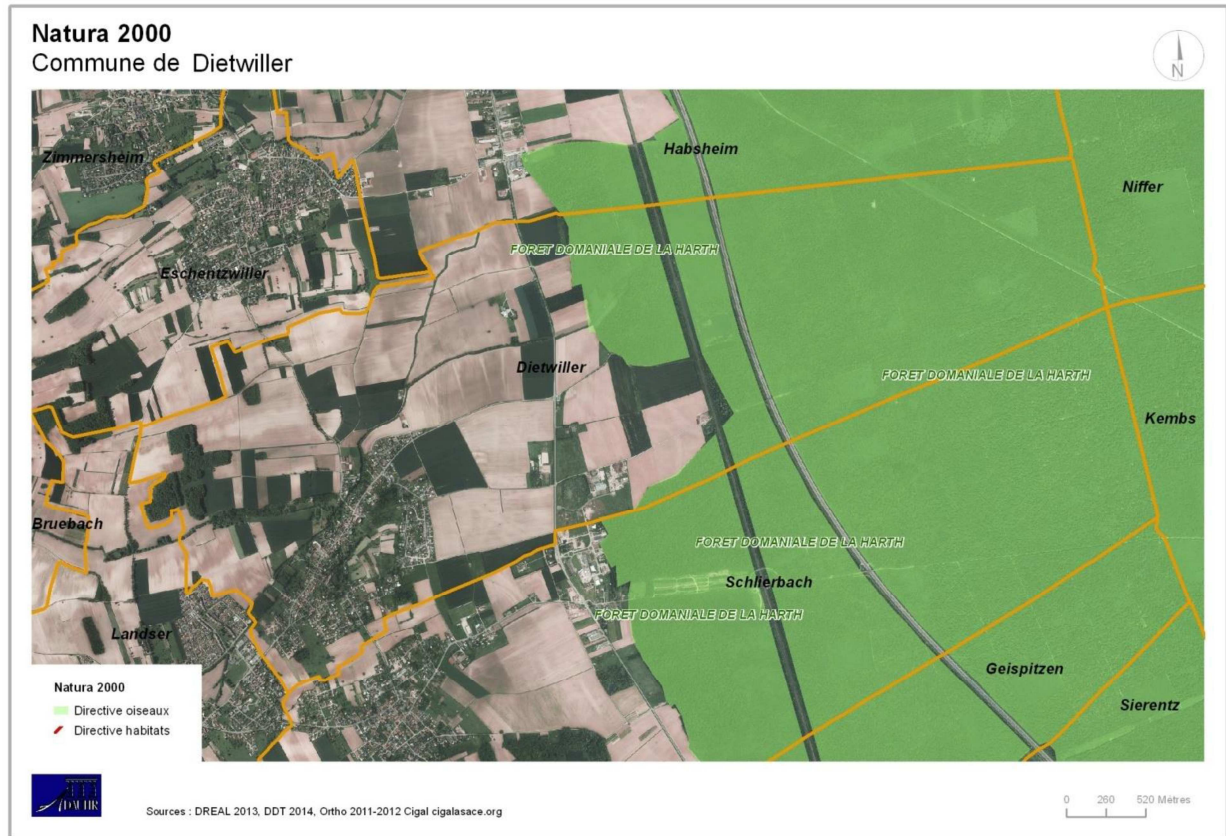 Natura 2000
Commune de Dietwiller
N
Zimmersheim
Habsheim
Niffer
FORET DOMANIALE DE LA HARTH
Eschentzwiller
Dietwiller
FORET DOMANIALE DE LA HARTH
Kembs
Bruebach
FORET DOMANIALE DE LA HARTH
Schlierbach
FORET DOMANIALE DE LA HARTH
Landser
Geispitzen
Sierentz
Natura 2000
Directive oiseaux
Directive habitats
ADAUHR
Sources : DREAL 2013, DDT 2014, Ortho 2011-2012 Cigal cigalasace.org
0 260 520 Mètres